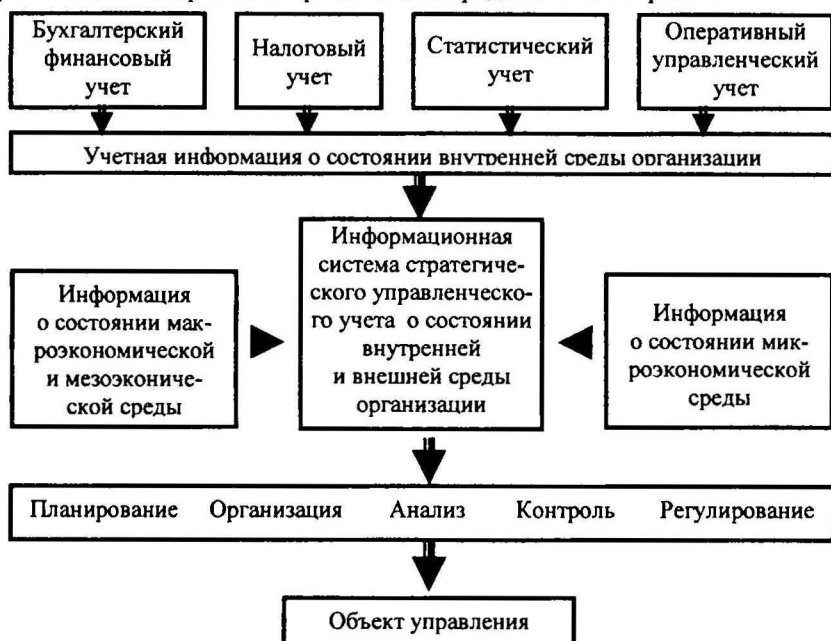 Бухгалтерский
финансовый
учет
Налоговый
учет
Статистический
учет
Оперативный
управленческий
учет
Учетная информация о состоянии внутренней среды организации
Информационная
система стратегиче-
ского управленческо-
го учета о состоянии
внутренней
и внешней среды
организации
Информация
о состоянии мак-
роэкономической
и мезоэкониче-
ской среды
Информация
о состоянии мик-
роэкономической
среды
Планирование Организация Анализ Контроль Регулирование
Объект управления